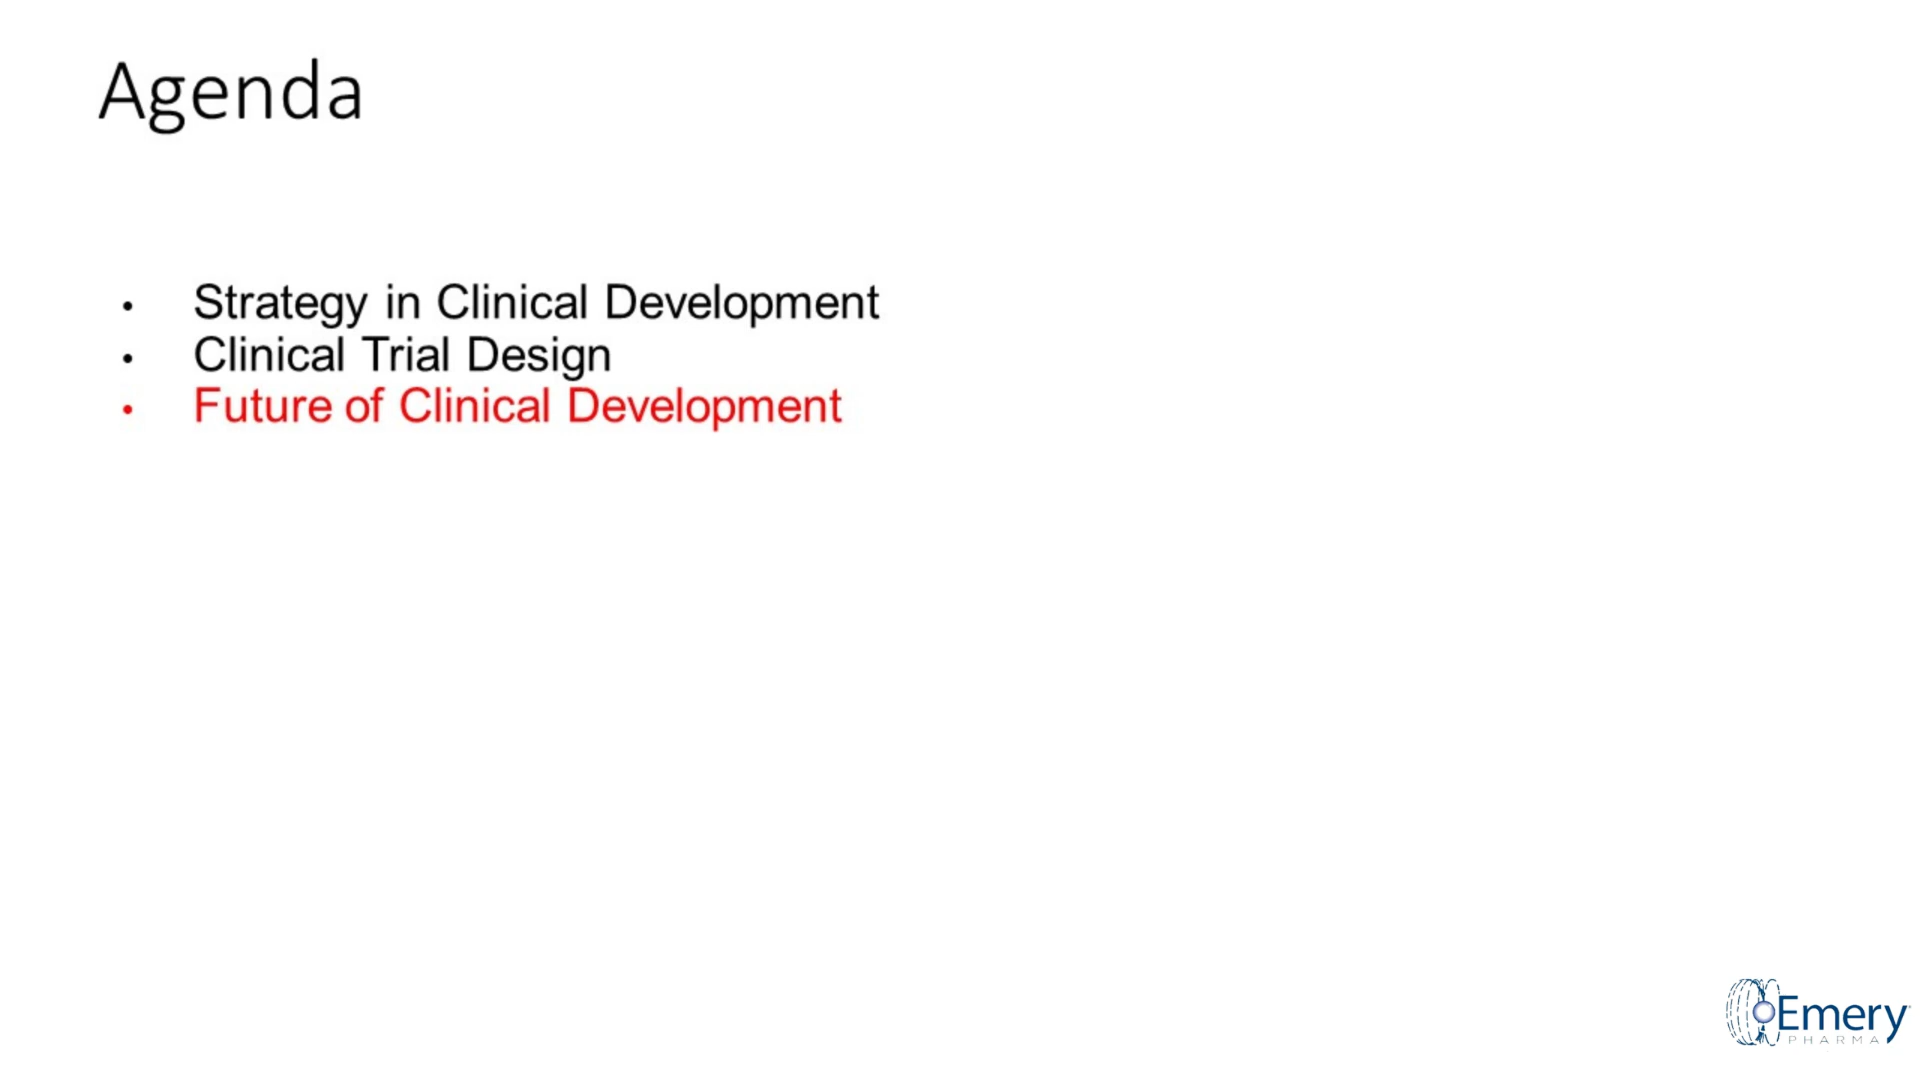 Agenda
• Strategy in Clinical Development
• Clinical Trial Design
• Future of Clinical Development
Emery
PHARMA